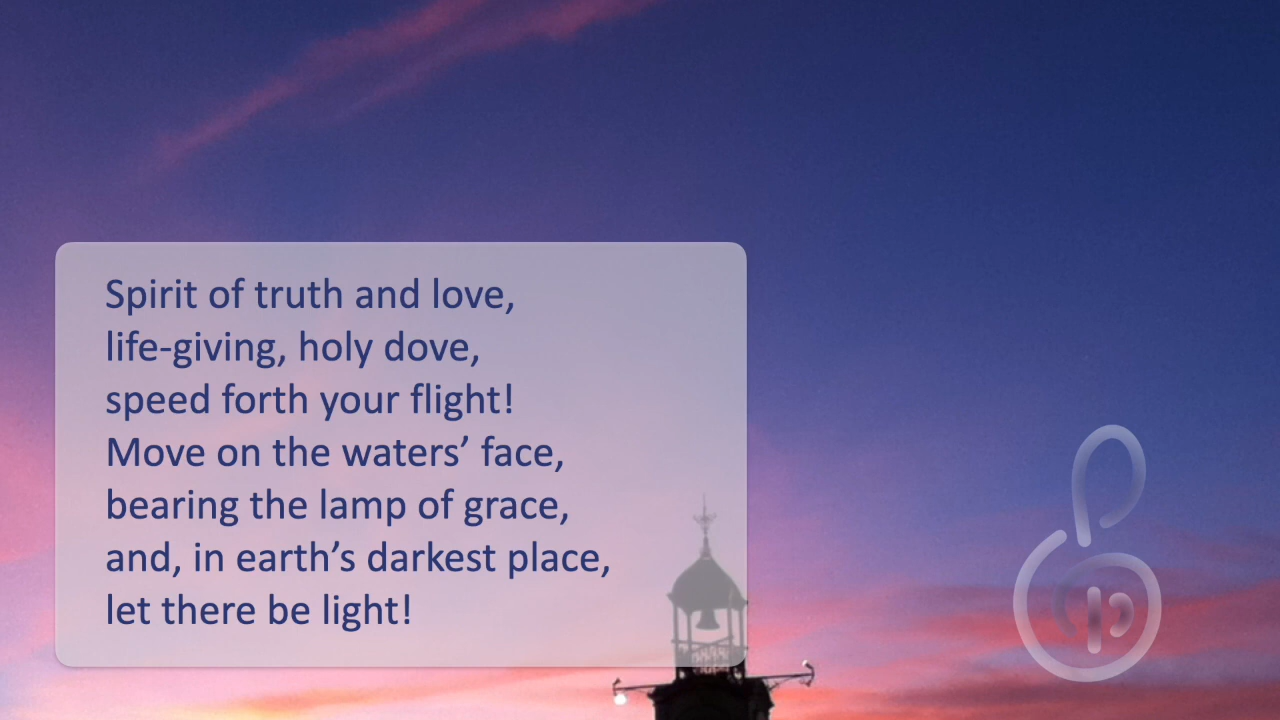 Spirit of truth and love,
life-giving, holy dove,
speed forth your flight!
Move on the waters’ face,
bearing the lamp of grace,
and, in earth’s darkest place,
let there be light!